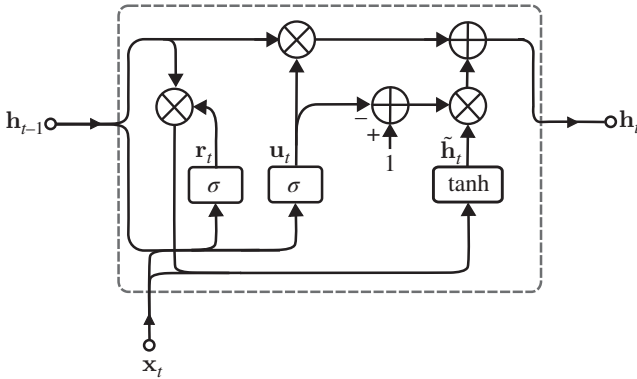 h_{t–1}
r_t
u_t
σ
σ
–
+
1
h̃_t
tanh
h_t
x_t